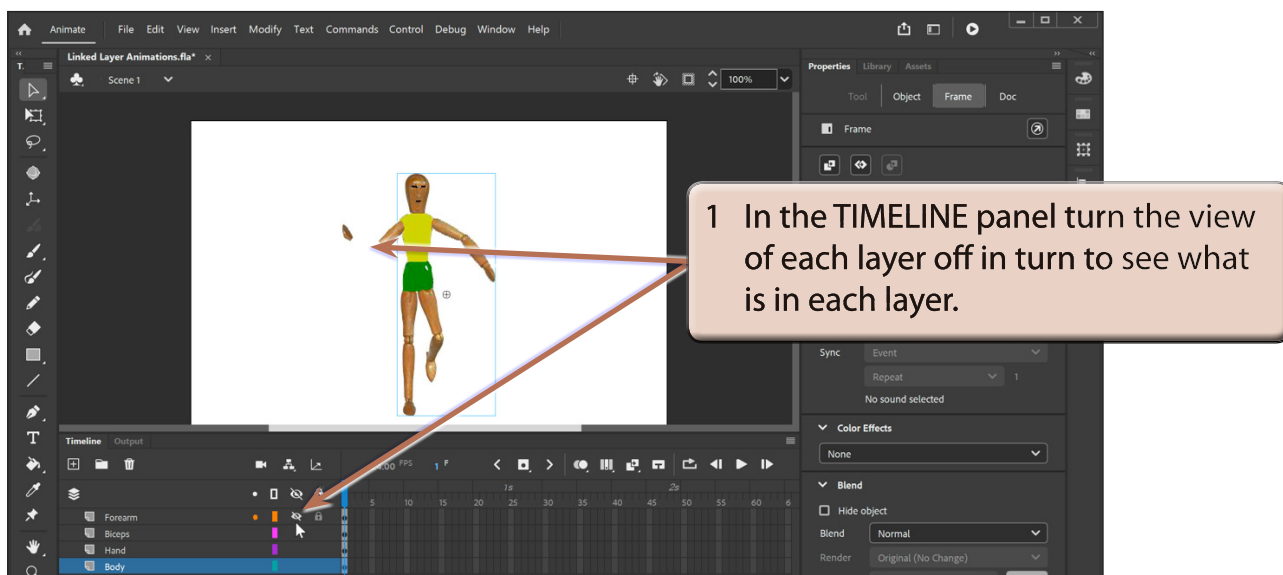 Animate File Edit View Insert Modify Text Commands Control Debug Window Help
T. Linked Layer Animations.fla* ×
Scene 1 100%
Properties Library Assets
Tool Object Frame Doc
Frame
1 In the TIMELINE panel turn the view
of each layer off in turn to see what
is in each layer.
Sync Event
Repeat 1
No sound selected
Color Effects
None
Blend
Hide object
Blend Normal
Render Original (No Change)
Timeline Output
.00 FPS 1 F
1s 2s
5 10 15 20 25 30 35 40 45 50 55 60 6
Forearm
Biceps
Hand
Body